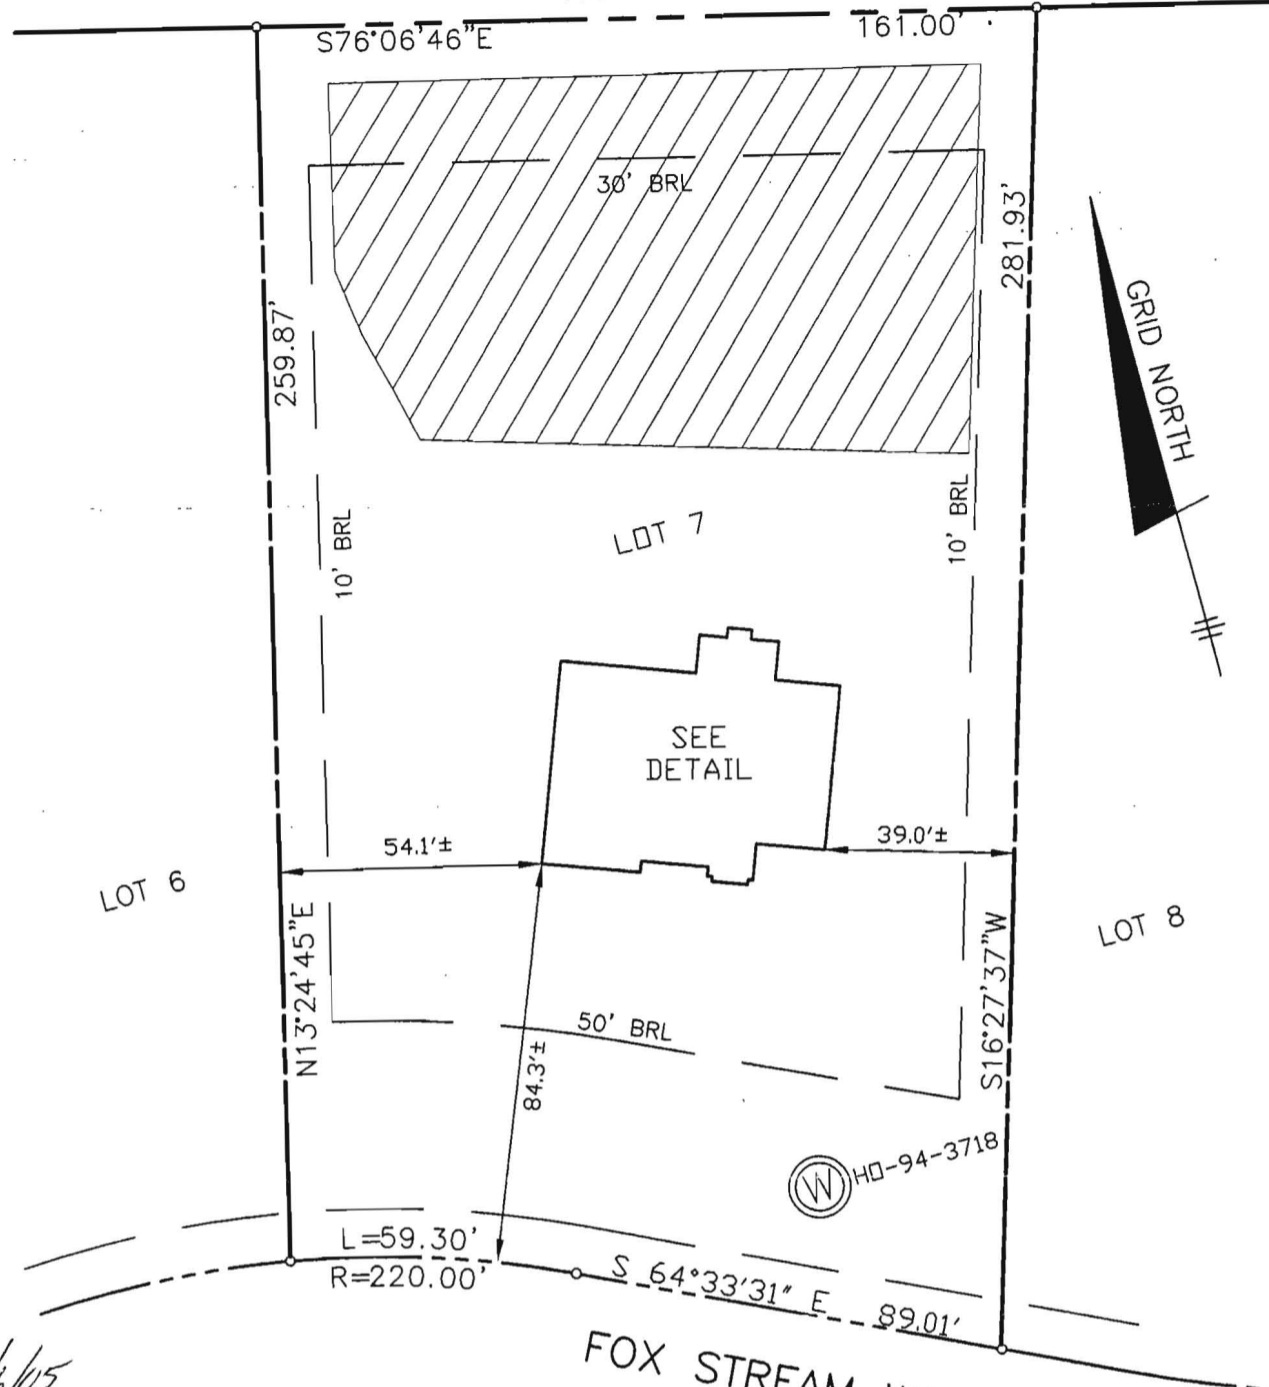 S76°06'46"E
161.00'
30' BRL
281.93'
259.87'
GRID NORTH
10' BRL
10' BRL
LOT 7
SEE
DETAIL
54.1'±
39.0'±
LOT 6
LOT 8
N13°24'45"E
S16°27'37"W
50' BRL
84.3'±
W
HO-94-3718
L=59.30'
R=220.00'
S 64°33'31" E
89.01'
FOX STREAM